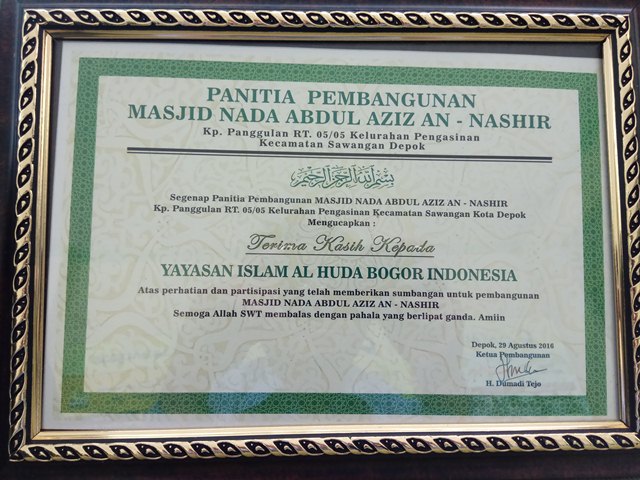 PANITIA PEMBANGUNAN
MASJID NADA ABDUL AZIZ AN - NASHIR
Kp. Panggulan RT. 05/05 Kelurahan Pengasinan
Kecamatan Sawangan Depok
بسم الله الرحمن الرحيم
Segenap Panitia Pembangunan MASJID NADA ABDUL AZIZ AN - NASHIR
Kp. Panggulan RT. 05/05 Kelurahan Pengasinan Kecamatan Sawangan Kota Depok
Mengucapkan :
Terima Kasih Kepada
YAYASAN ISLAM AL HUDA BOGOR INDONESIA
Atas perhatian dan partisipasi yang telah memberikan sumbangan untuk pembangunan
MASJID NADA ABDUL AZIZ AN - NASHIR
Semoga Allah SWT membalas dengan pahala yang berlipat ganda. Amiin
Depok, 29 Agustus 2016
Ketua Pembangunan
H. Damadi Tejo